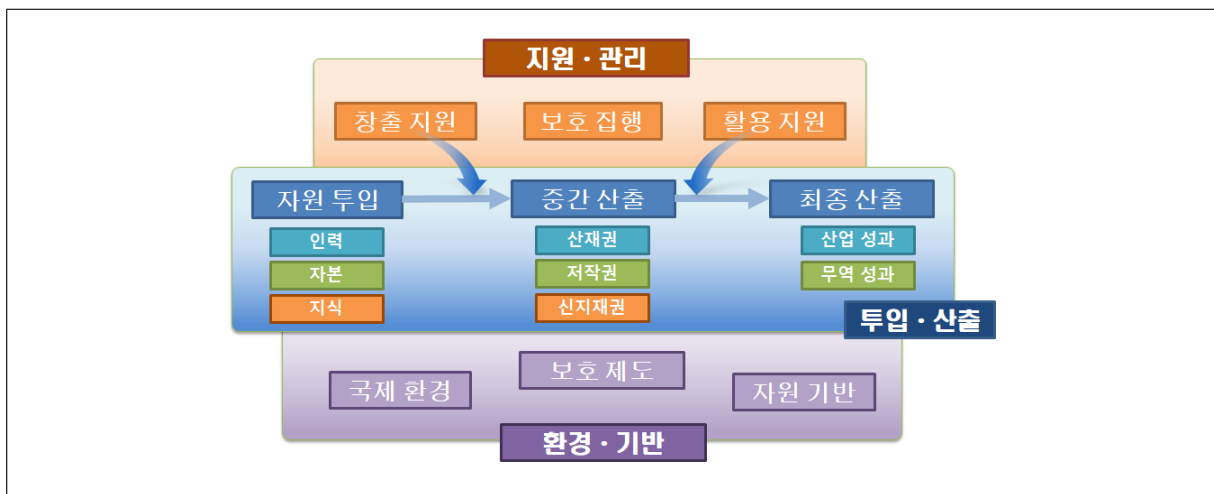 지원 · 관리
창출 지원 보호 집행 활용 지원
자원 투입 중간 산출 최종 산출
인력 산재권 산업 성과
자본 저작권 무역 성과
지식 신지재권
투입 · 산출
국제 환경 보호 제도 자원 기반
환경 · 기반